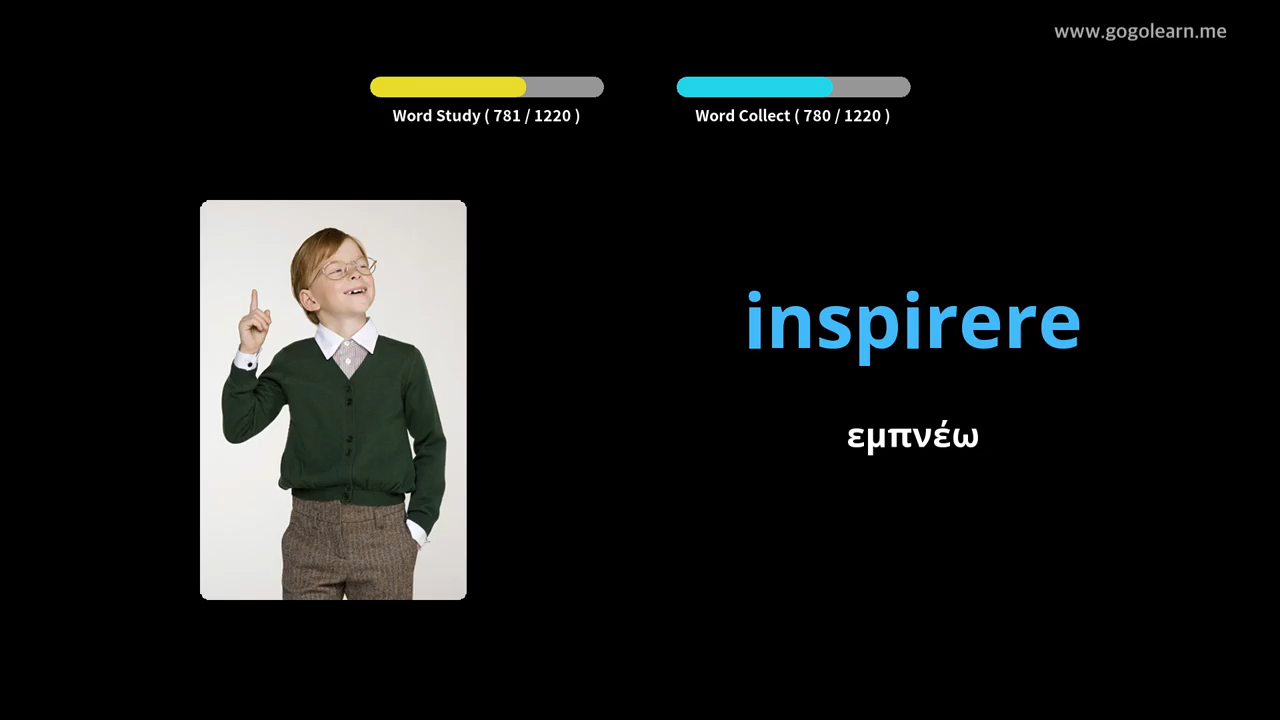 www.gogolearn.me
Word Study ( 781 / 1220 )
Word Collect ( 780 / 1220 )
inspirere
εμπνέω